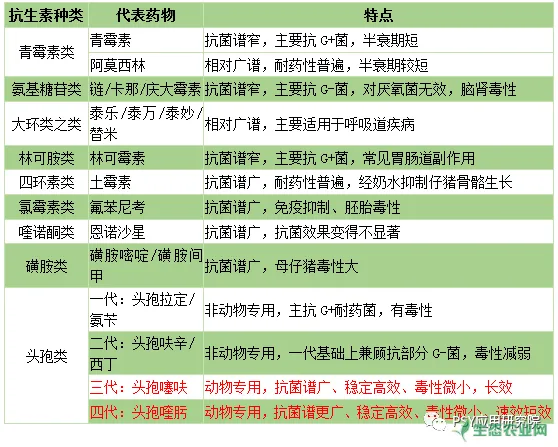 抗生素种类 代表药物 特点
青霉素类 青霉素 抗菌谱窄，主要抗 G+菌，半衰期短
阿莫西林 相对广谱，耐药性普遍，半衰期较短
氨基糖苷类 链/卡那/庆大霉素 抗菌谱窄，主要抗 G-菌，对厌氧菌无效，脑肾毒性
大环类之类 泰乐/泰万/泰妙/
替米 相对广谱，主要适用于呼吸道疾病
林可胺类 林可霉素 抗菌谱窄，主要抗 G+菌，常见胃肠道副作用
四环素类 土霉素 抗菌谱广，耐药性普遍，经奶水抑制仔猪骨骼生长
氯霉素类 氟苯尼考 抗菌谱广，免疫抑制、胚胎毒性
喹诺酮类 恩诺沙星 抗菌谱广，抗菌效果变得不显著
磺胺类 磺胺嘧啶/磺胺间
甲 抗菌谱广，母仔猪毒性大
头孢类 一代：头孢拉定/
氨苄 非动物专用，主抗 G+耐药菌，有毒性
二代：头孢呋辛/
西丁 非动物专用，一代基础上兼顾抗部分 G-菌，毒性减弱
三代：头孢噻呋 动物专用，抗菌谱广、稳定高效、毒性微小，长效
四代：头孢喹肟 动物专用，抗菌谱更广、稳定高效、毒性微小，速效短效
PSY应用研究院
生态农业网